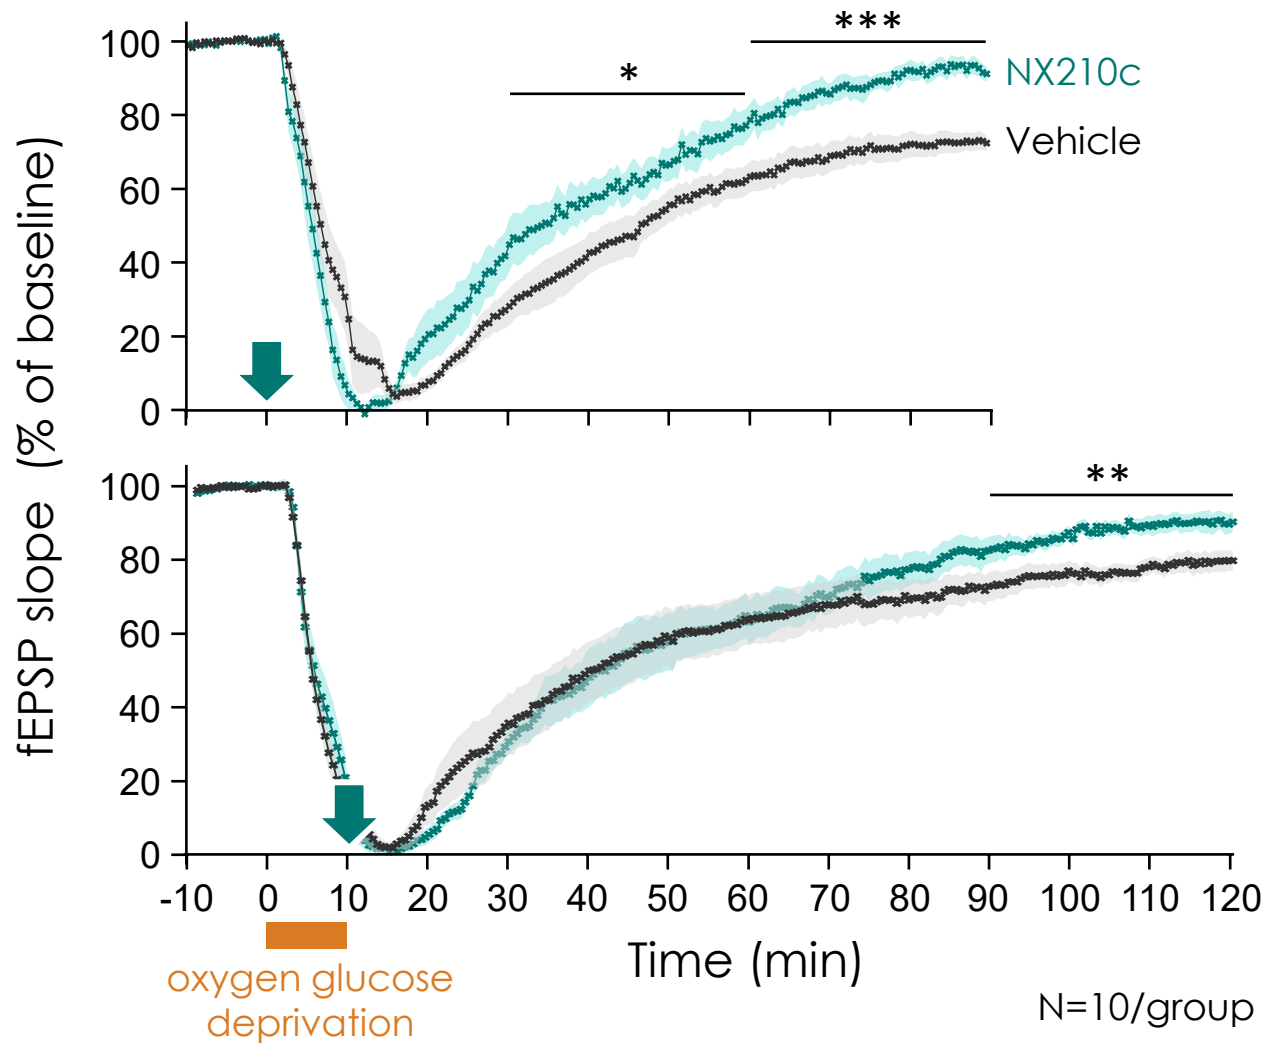 fEPSP slope (% of baseline)
100
80
60
40
20
0
*
***
NX210c
Vehicle
100
80
60
40
20
0
**
-10 0 10 20 30 40 50 60 70 80 90 100 110 120
oxygen glucose
deprivation
Time (min)
N=10/group